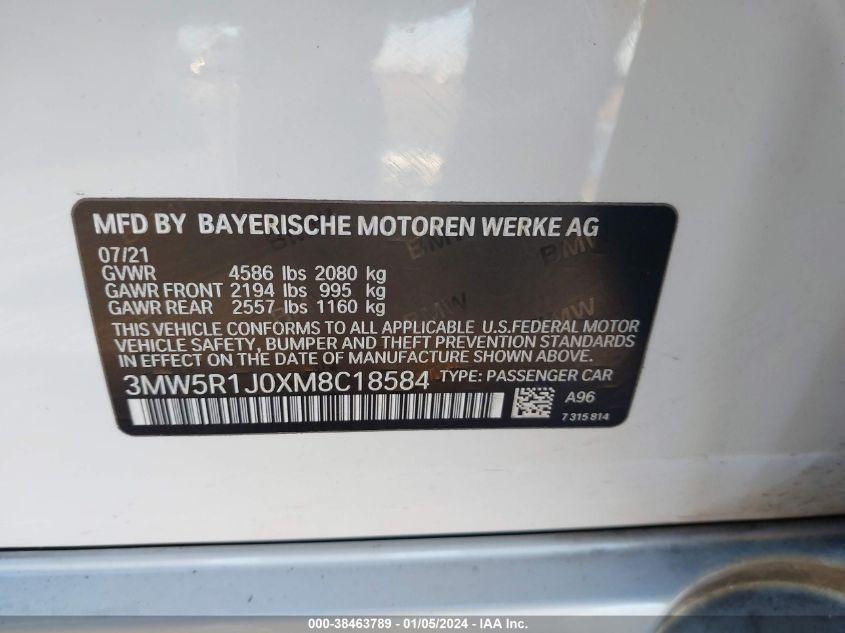 MFD BY BAYERISCHE MOTOREN WERKE AG
07/21
GVWR 4586 lbs 2080 kg
GAWR FRONT 2194 lbs 995 kg
GAWR REAR 2557 lbs 1160 kg
THIS VEHICLE CONFORMS TO ALL APPLICABLE U.S.FEDERAL MOTOR
VEHICLE SAFETY, BUMPER AND THEFT PREVENTION STANDARDS
IN EFFECT ON THE DATE OF MANUFACTURE SHOWN ABOVE.
3MW5R1J0XM8C18584 TYPE: PASSENGER CAR
A96
7 315 814
BMW
BMW
BMW
000-38463789 - 01/05/2024 - IAA Inc.